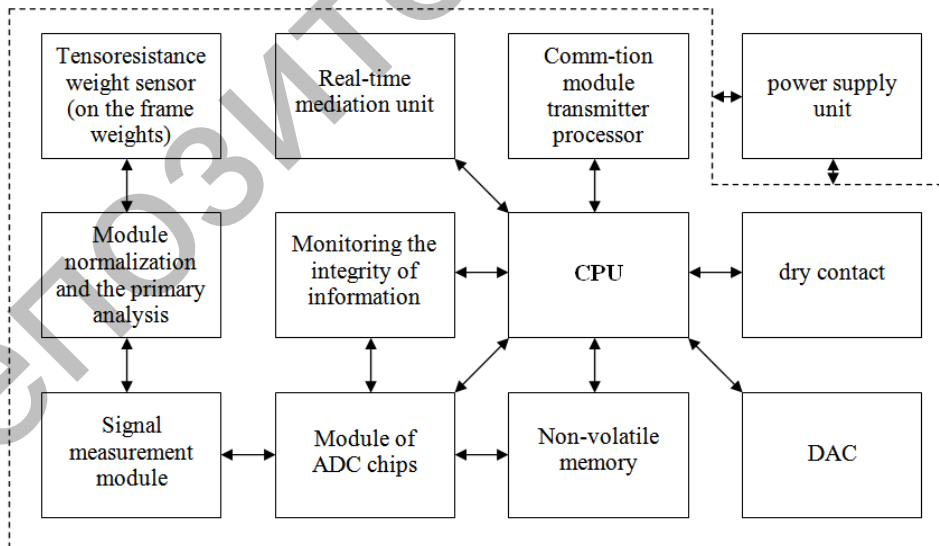 Tensoresistance
weight sensor
(on the frame
weights)
Real-time
mediation unit
Comm-tion
module
transmitter
processor
power supply
unit
Module
normalization
and the primary
analysis
Monitoring the
integrity of
information
CPU
dry contact
Signal
measurement
module
Module of
ADC chips
Non-volatile
memory
DAC